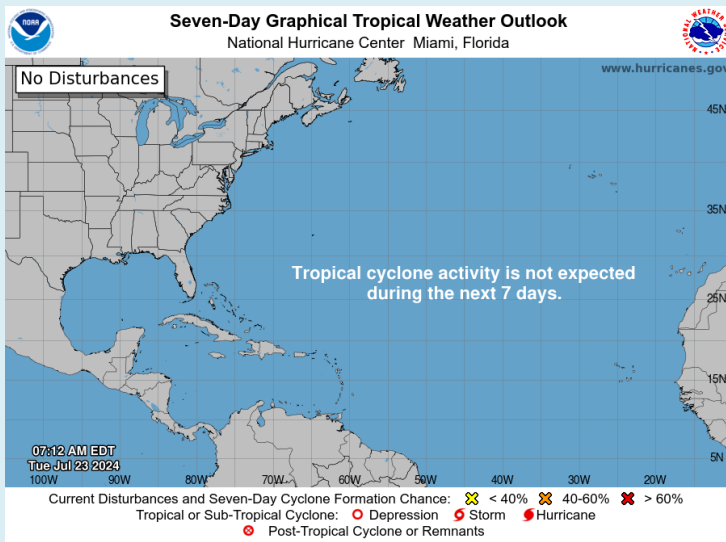 Seven-Day Graphical Tropical Weather Outlook
National Hurricane Center Miami, Florida
NOAA
No Disturbances
www.hurricanes.gov
45N
35N
Tropical cyclone activity is not expected
during the next 7 days.
25N
15N
07:12 AM EDT
Tue Jul 23 2024
5N
100W 90W 80W 70W 60W 50W 40W 30W 20W
Current Disturbances and Seven-Day Cyclone Formation Chance: < 40% 40-60% > 60%
Tropical or Sub-Tropical Cyclone: Depression Storm Hurricane
Post-Tropical Cyclone or Remnants